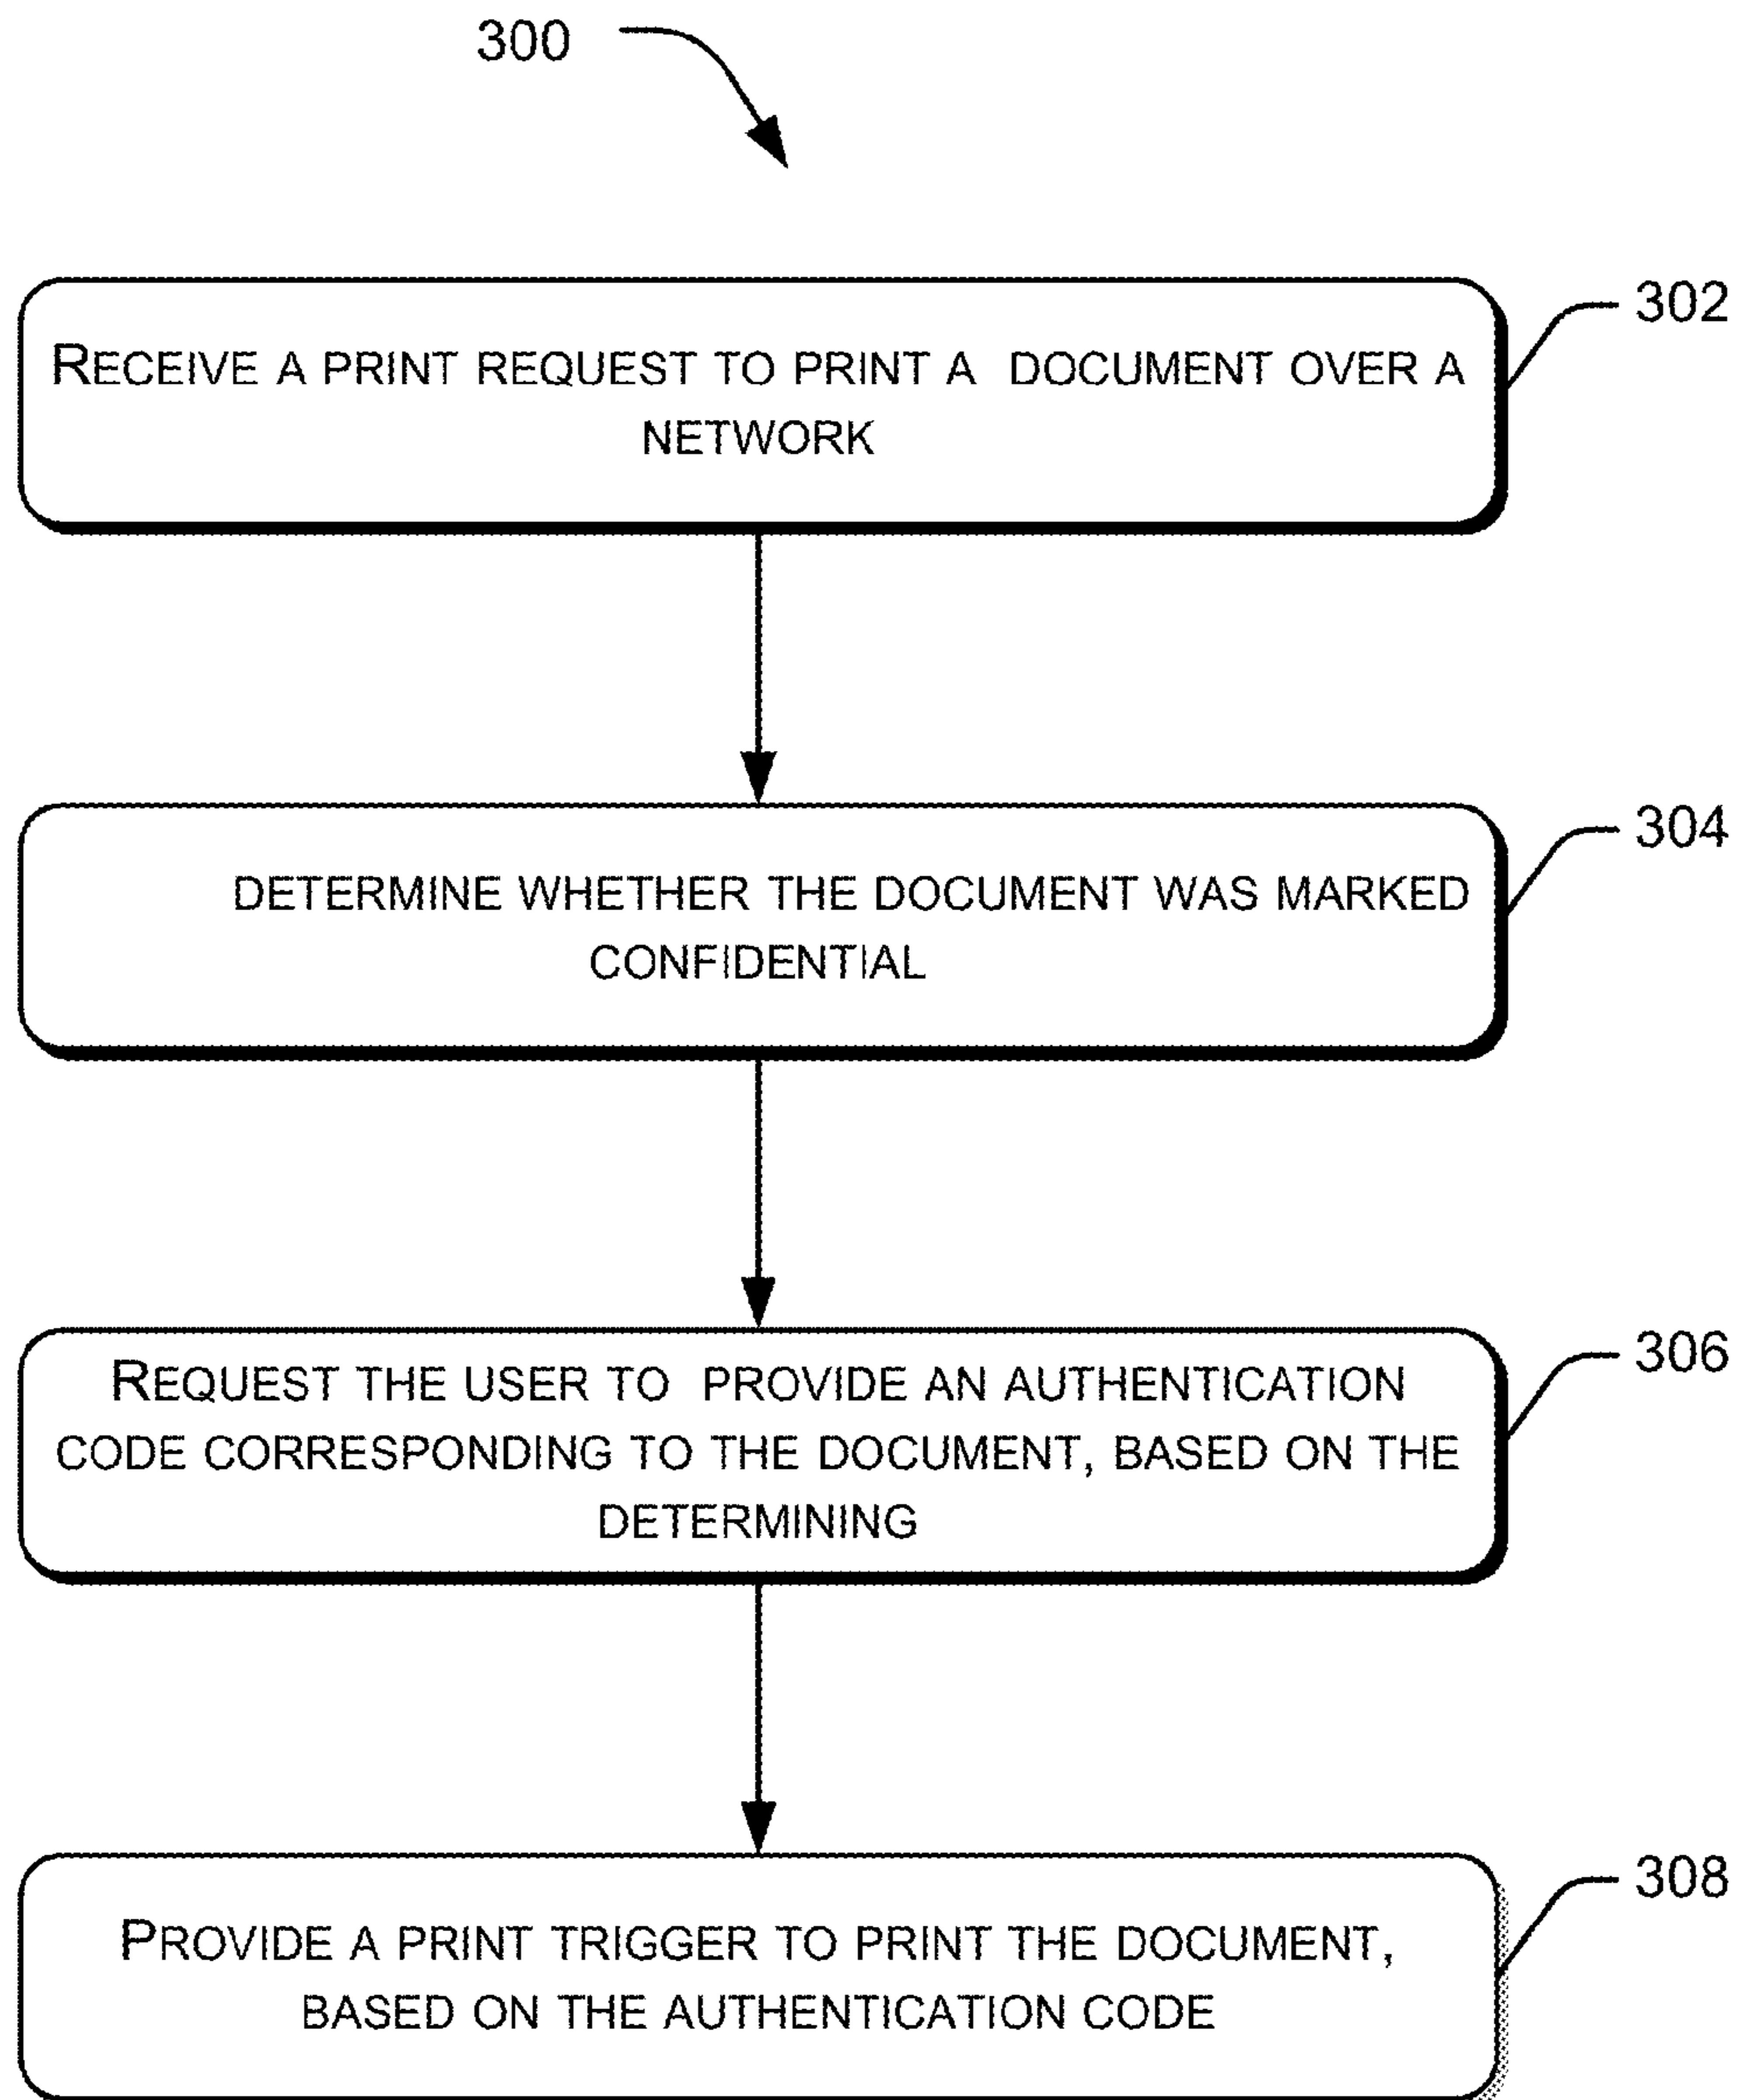 300
302
RECEIVE A PRINT REQUEST TO PRINT A DOCUMENT OVER A
NETWORK
304
DETERMINE WHETHER THE DOCUMENT WAS MARKED
CONFIDENTIAL
306
REQUEST THE USER TO PROVIDE AN AUTHENTICATION
CODE CORRESPONDING TO THE DOCUMENT, BASED ON THE
DETERMINING
308
PROVIDE A PRINT TRIGGER TO PRINT THE DOCUMENT,
BASED ON THE AUTHENTICATION CODE